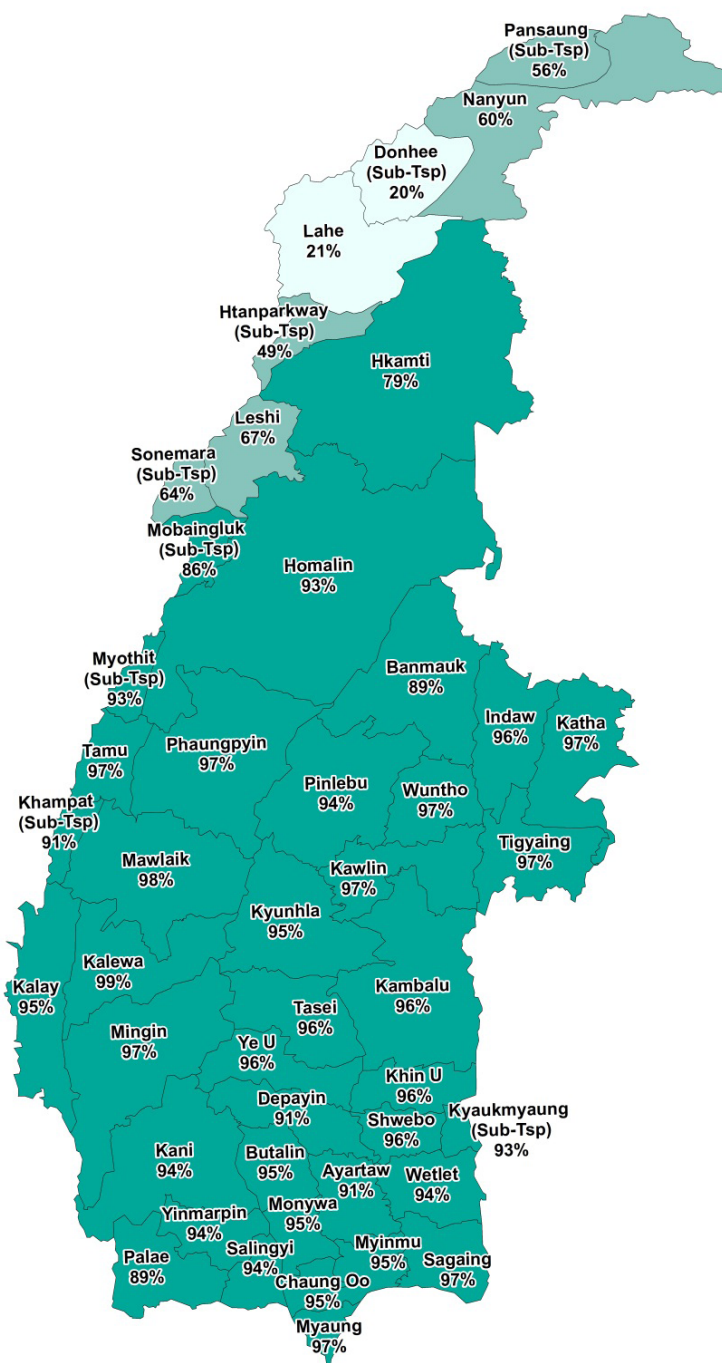 Pansaung
(Sub-Tsp)
56%
Nanyun
60%
Donhee
(Sub-Tsp)
20%
Lahe
21%
Htanparkway
(Sub-Tsp)
49%
Hkamti
79%
Leshi
67%
Sonemara
(Sub-Tsp)
64%
Mobaingluk
(Sub-Tsp)
86%
Homalin
93%
Myothit
(Sub-Tsp)
93%
Banmauk
89%
Indaw
96%
Katha
97%
Tamu
97%
Phaungpyin
97%
Pinlebu
94%
Wuntho
97%
Khampat
(Sub-Tsp)
91%
Mawlaik
98%
Kawlin
97%
Tigyaing
97%
Kyunhla
95%
Kalewa
99%
Kalay
95%
Kambalu
96%
Tasei
96%
Mingin
97%
Ye U
96%
Khin U
96%
Depayin
91%
Shwebo
96%
Kyaukmyaung
(Sub-Tsp)
93%
Kani
94%
Butalin
95%
Ayartaw
91%
Wetlet
94%
Monywa
95%
Yinmarpin
94%
Salingyi
94%
Myinmu
95%
Sagaing
97%
Palae
89%
Chaung Oo
95%
Myaung
97%